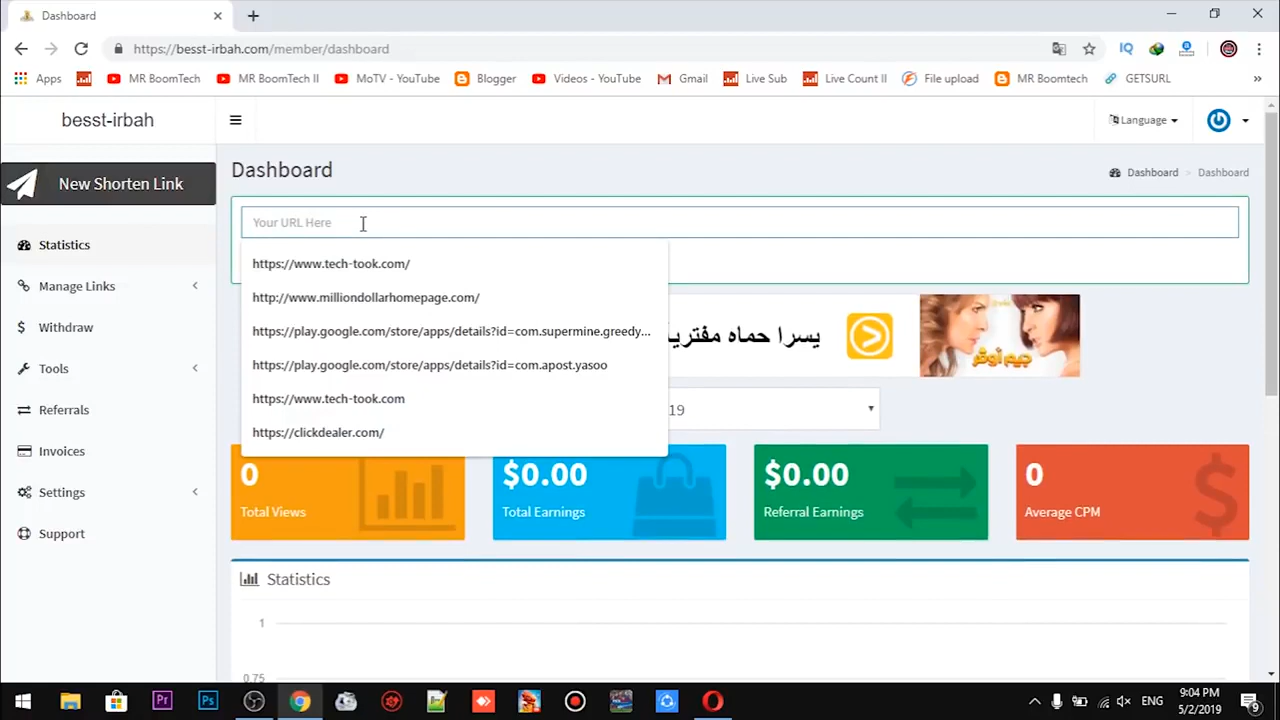 Dashboard
https://besst-irbah.com/member/dashboard
Apps
MR BoomTech
MR BoomTech II
MoTV - YouTube
Blogger
Videos - YouTube
Gmail
Live Sub
Live Count II
File upload
MR Boomtech
GETSURL
»
besst-irbah
Language
New Shorten Link
Dashboard
Dashboard > Dashboard
Your URL Here
https://www.tech-took.com/
http://www.milliondollarhomepage.com/
https://play.google.com/store/apps/details?id=com.supermine.greedy...
https://play.google.com/store/apps/details?id=com.apost.yasoo
https://www.tech-took.com
https://clickdealer.com/
Statistics
Manage Links
Withdraw
Tools
Referrals
Invoices
Settings
Support
يسرا حماه مفترية
جيم أوفر
19
0
Total Views
$0.00
Total Earnings
$0.00
Referral Earnings
0
Average CPM
Statistics
1
0.75
Pr
Ps
ENG
9:04 PM
5/2/2019
9